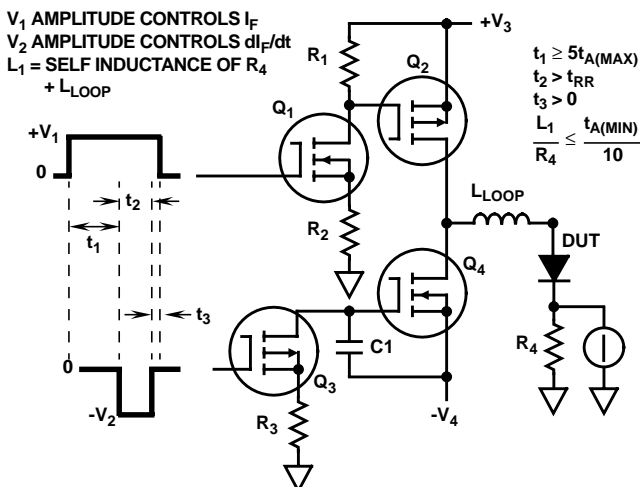 V1 AMPLITUDE CONTROLS IF
V2 AMPLITUDE CONTROLS dIF/dt
L1 = SELF INDUCTANCE OF R4
+ LLOOP
+V1
0
t2
t1
t3
0
-V2
R1
Q1
R2
Q2
+V3
t1 ≥ 5tA(MAX)
t2 > tRR
t3 > 0
L1/R4 ≤ tA(MIN)/10
LLOOP
DUT
Q4
C1
Q3
R3
-V4
R4